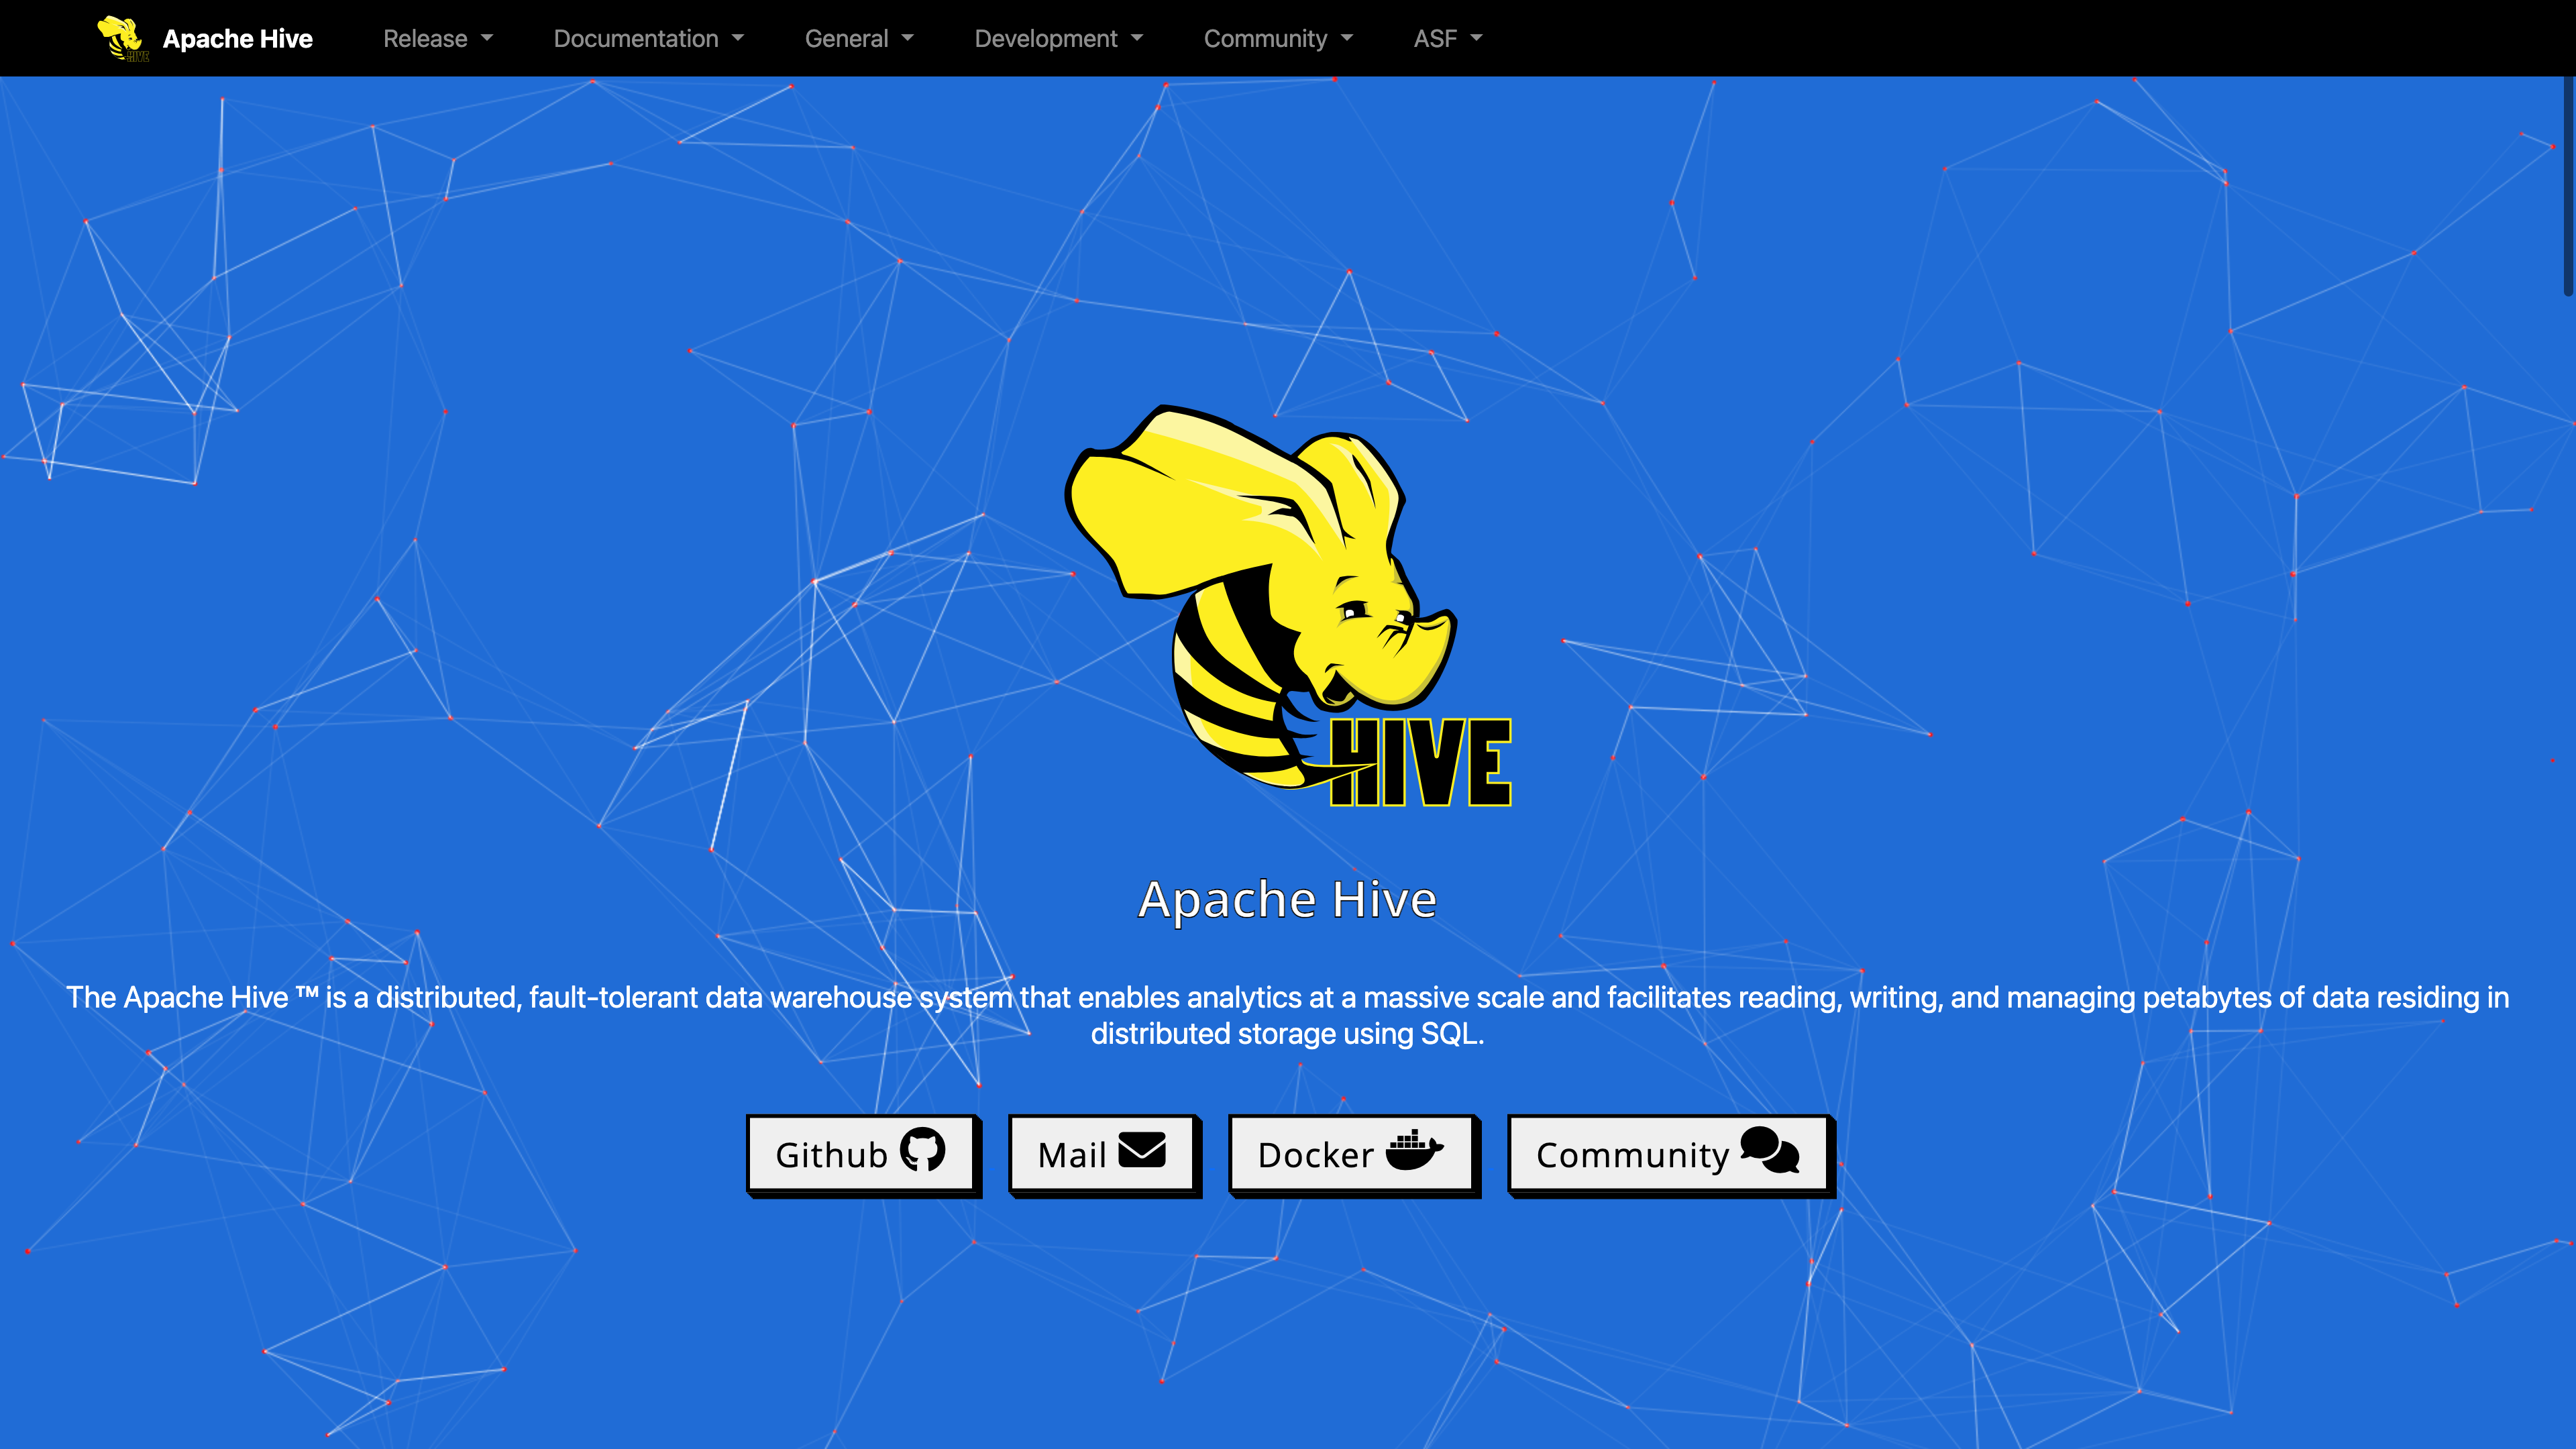 HIVE Apache Hive Release Documentation General Development Community ASF
HIVE
Apache Hive
The Apache Hive ™ is a distributed, fault-tolerant data warehouse system that enables analytics at a massive scale and facilitates reading, writing, and managing petabytes of data residing in
distributed storage using SQL.
Github Mail Docker Community